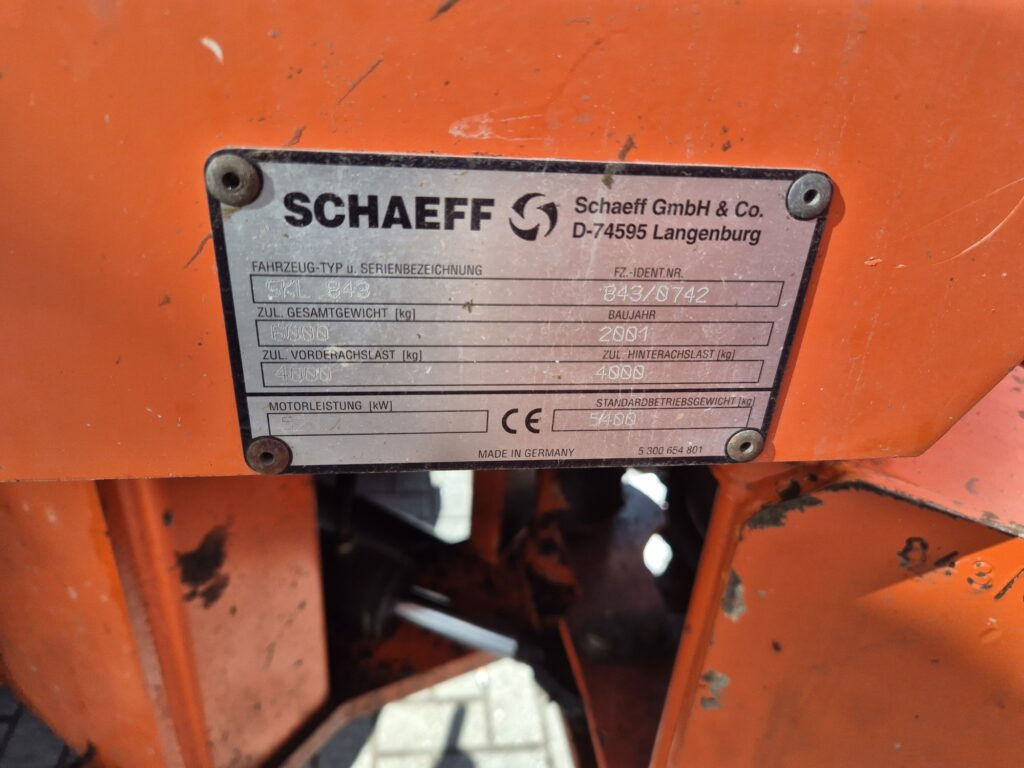 SCHAEFF
Schaeff GmbH & Co.
D-74595 Langenburg
FAHRZEUG-TYP u. SERIENBEZEICHNUNG FZ.-IDENT.NR.
SKL 843 843/0742
ZUL. GESAMTGEWICHT [kg] BAUJAHR
6000 2001
ZUL. VORDERACHSLAST [kg] ZUL. HINTERACHSLAST [kg]
4000 4000
MOTORLEISTUNG [kW] STANDARDBETRIEBSGEWICHT [kg]
CE 5400
MADE IN GERMANY 5 300 654 801
843/